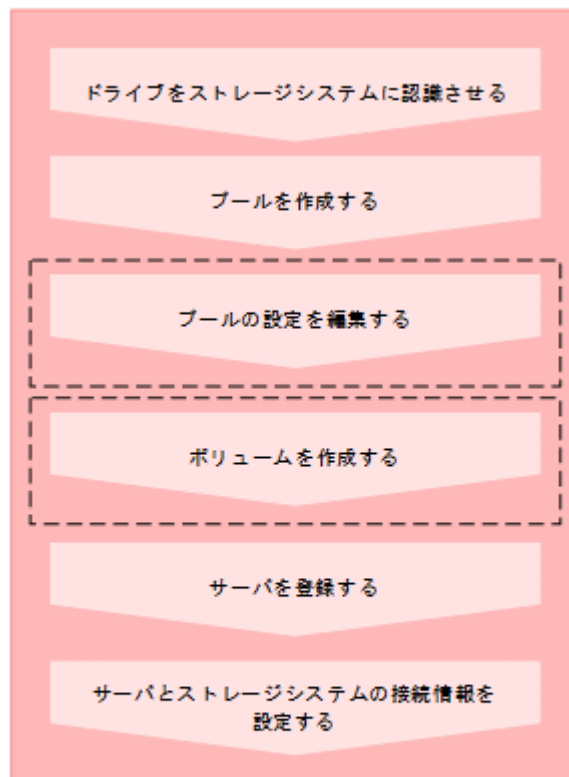 ドライブをストレージシステムに認識させる
プールを作成する
プールの設定を編集する
ボリュームを作成する
サーバを登録する
サーバとストレージシステムの接続情報を
設定する